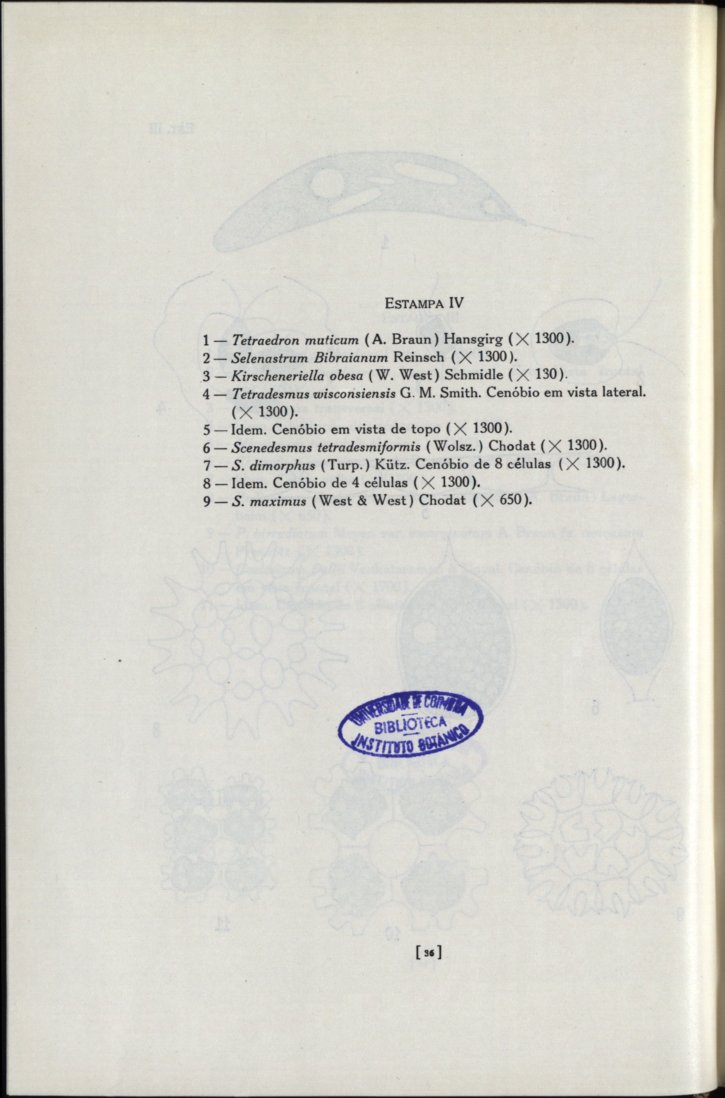 ESTAMPA IV
1 — Tetraedron muticum (A. Braun) Hansgirg (× 1300).
2 — Selenastrum Bibraianum Reinsch (× 1300).
3 — Kirscheneriella obesa (W. West) Schmidle (× 130).
4 — Tetradesmus wisconsiensis G. M. Smith. Cenóbio em vista lateral.
(× 1300).
5 — Idem. Cenóbio em vista de topo (× 1300).
6 — Scenedesmus tetradesmiformis (Wolsz.) Chodat (× 1300).
7 — S. dimorphus (Turp.) Kütz. Cenóbio de 8 células (× 1300).
8 — Idem. Cenóbio de 4 células (× 1300).
9 — S. maximus (West & West) Chodat (× 650).
UNIVERSIDADE DE COIMBRA
BIBLIOTECA
INSTITUTO BOTÂNICO
[36]